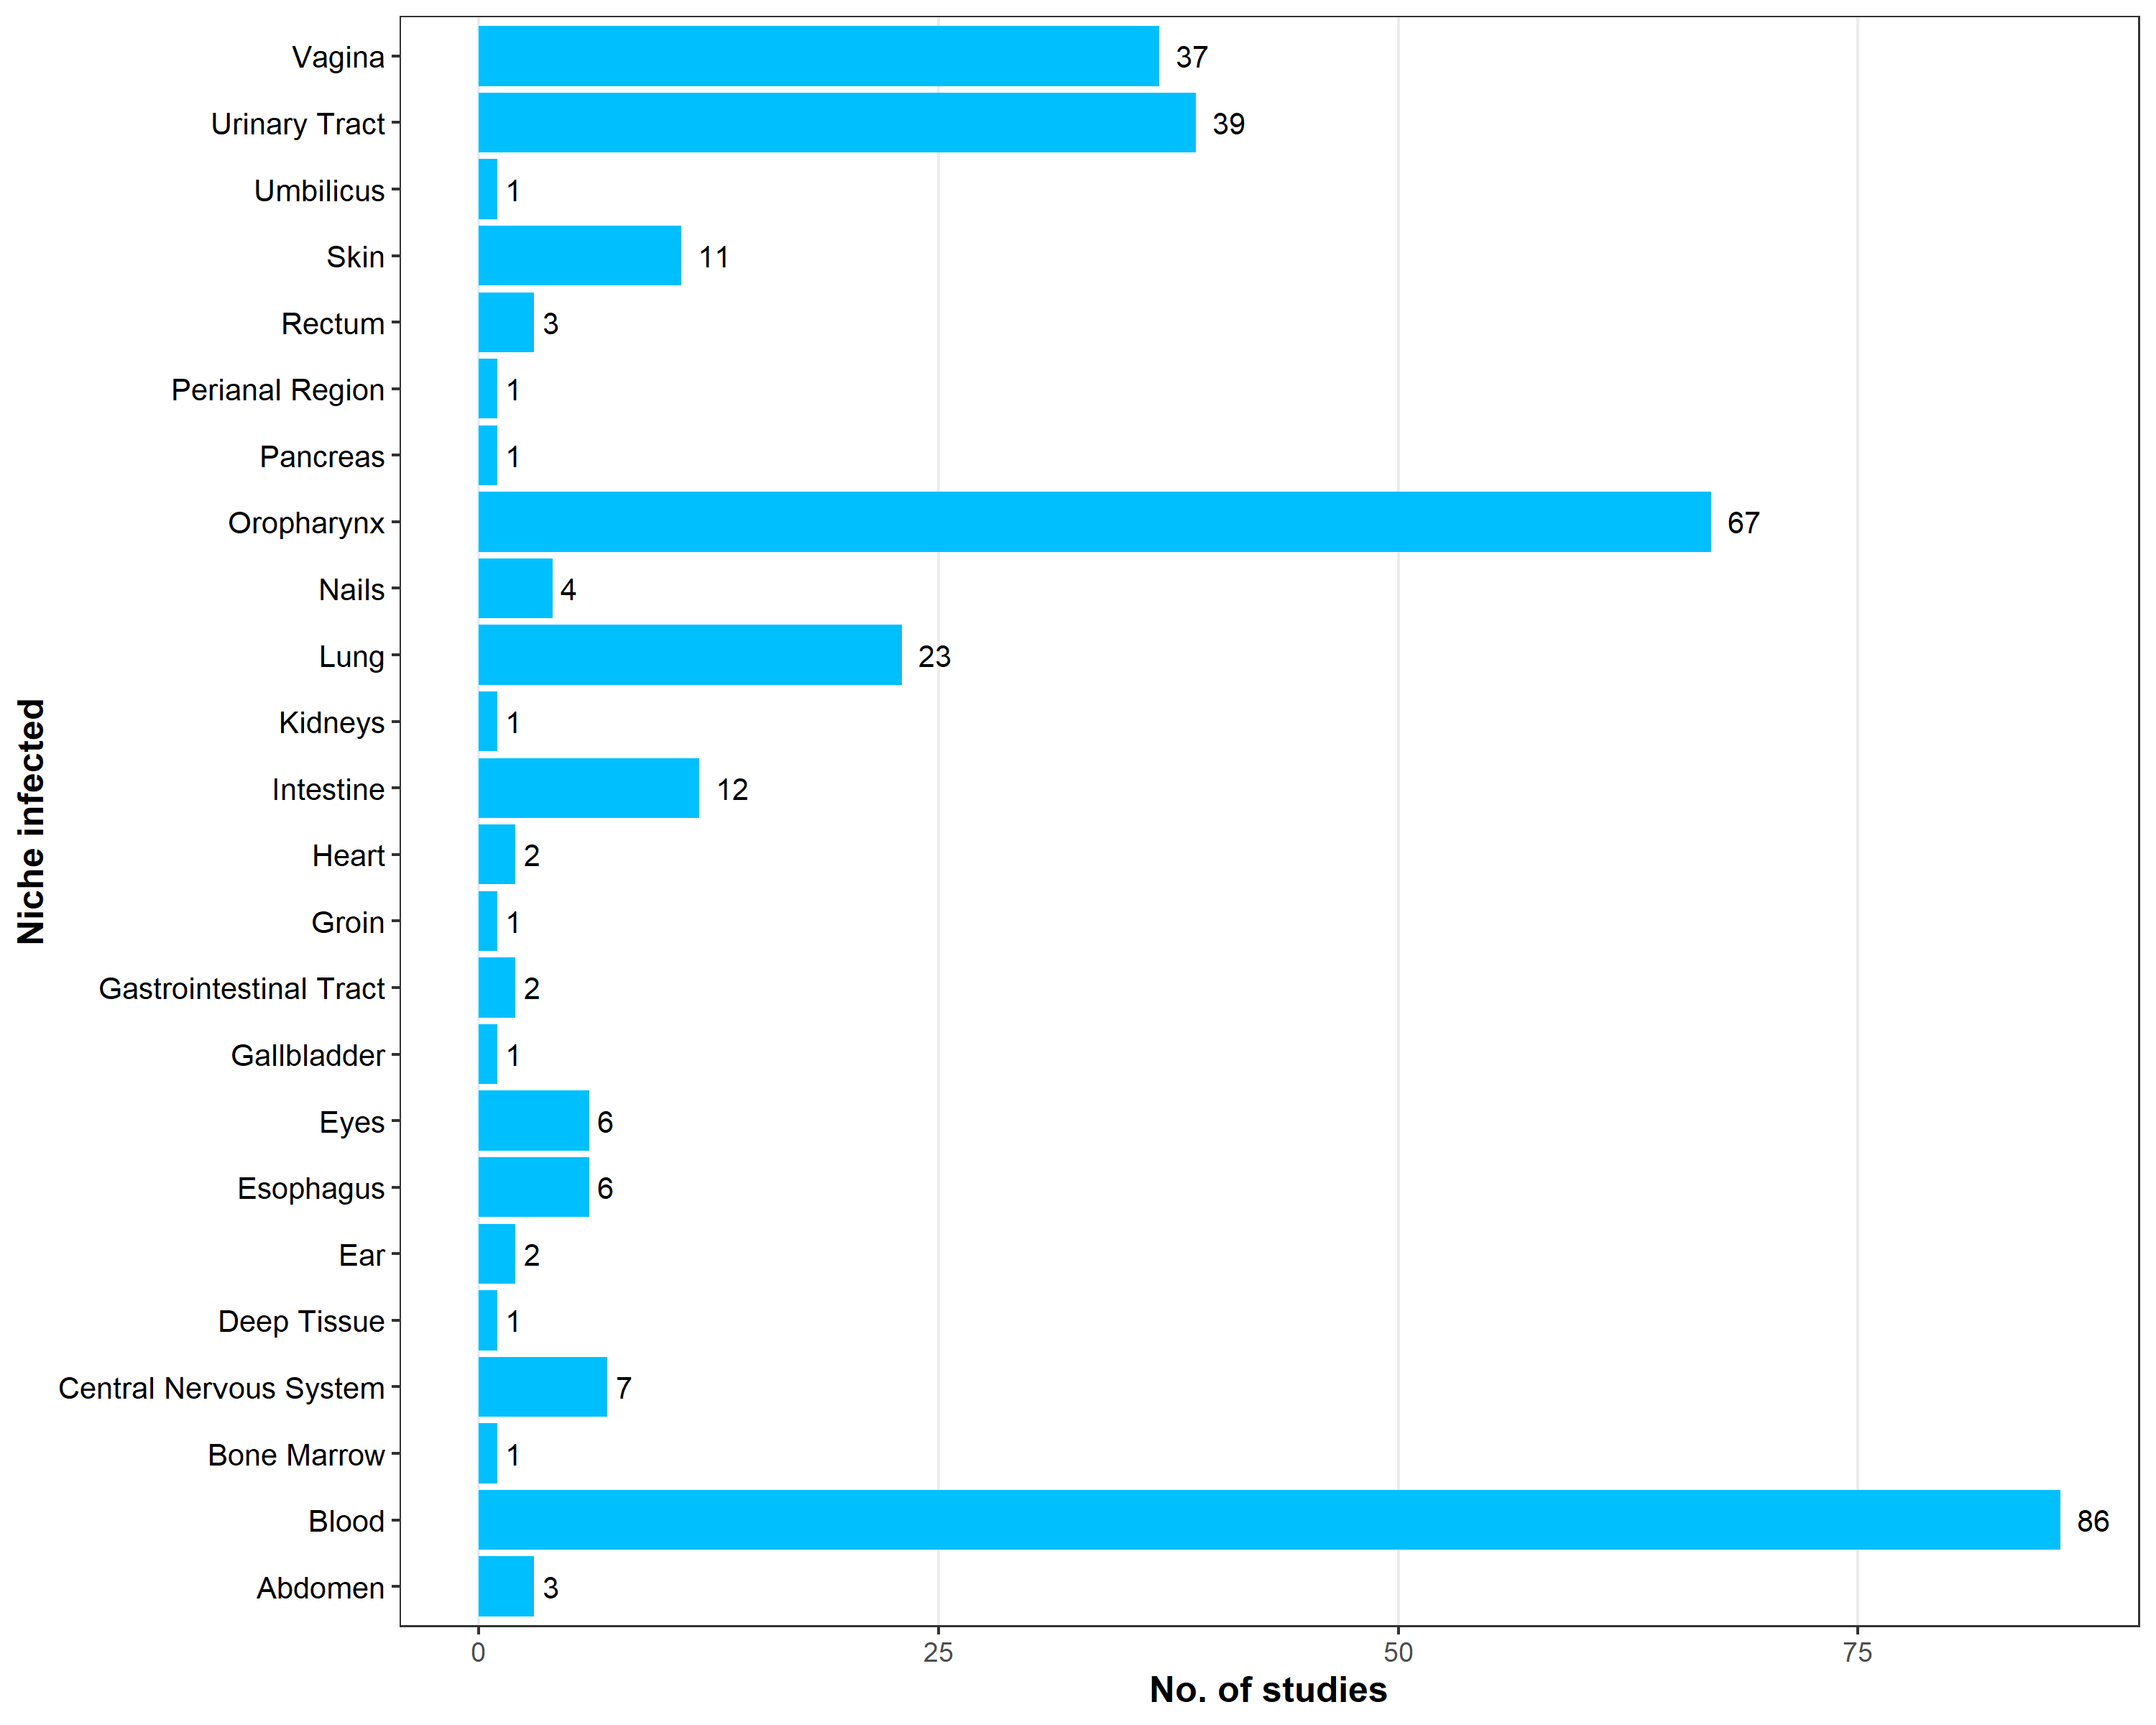 Niche infected
Vagina 37
Urinary Tract 39
Umbilicus 1
Skin 11
Rectum 3
Perianal Region 1
Pancreas 1
Oropharynx 67
Nails 4
Lung 23
Kidneys 1
Intestine 12
Heart 2
Groin 1
Gastrointestinal Tract 2
Gallbladder 1
Eyes 6
Esophagus 6
Ear 2
Deep Tissue 1
Central Nervous System 7
Bone Marrow 1
Blood 86
Abdomen 3
0 25 50 75
No. of studies